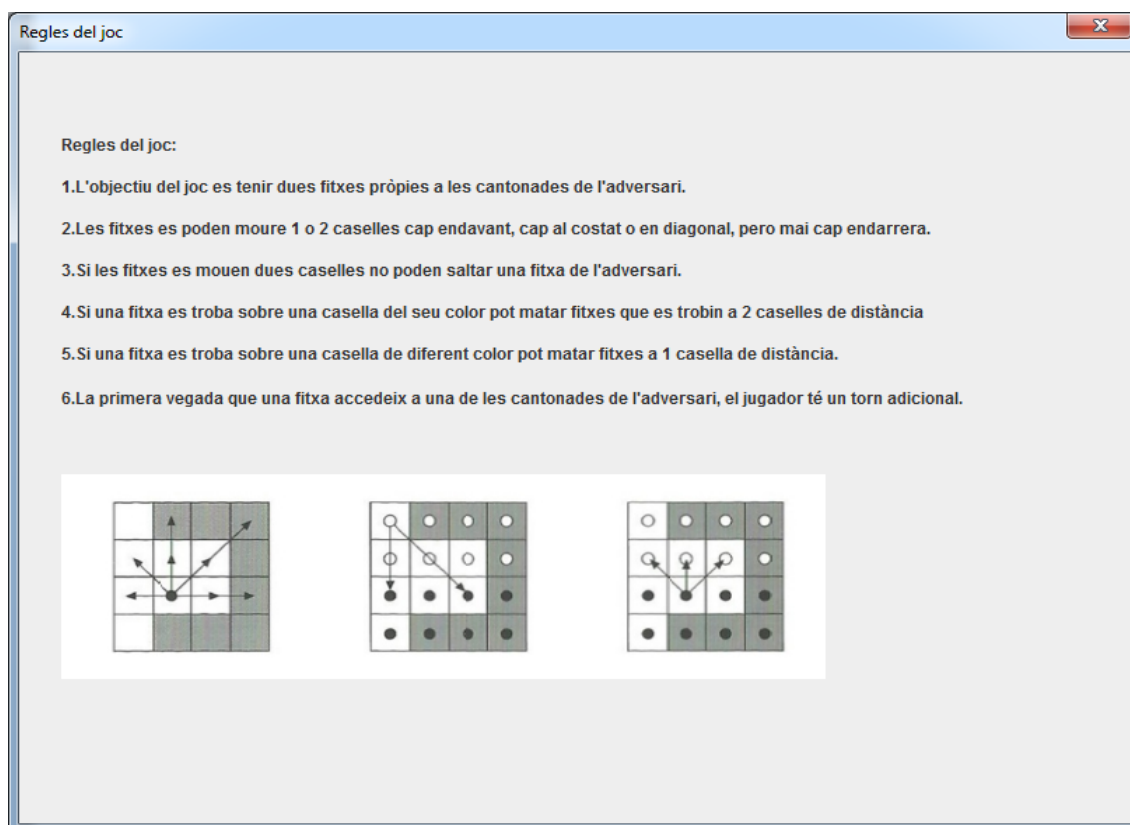 Regles del joc
Regles del joc:
1.L'objectiu del joc es tenir dues fitxes pròpies a les cantonades de l'adversari.
2.Les fitxes es poden moure 1 o 2 caselles cap endavant, cap al costat o en diagonal, pero mai cap endarrera.
3.Si les fitxes es mouen dues caselles no poden saltar una fitxa de l'adversari.
4.Si una fitxa es troba sobre una casella del seu color pot matar fitxes que es trobin a 2 caselles de distància
5.Si una fitxa es troba sobre una casella de diferent color pot matar fitxes a 1 casella de distància.
6.La primera vegada que una fitxa accedeix a una de les cantonades de l'adversari, el jugador té un torn adicional.